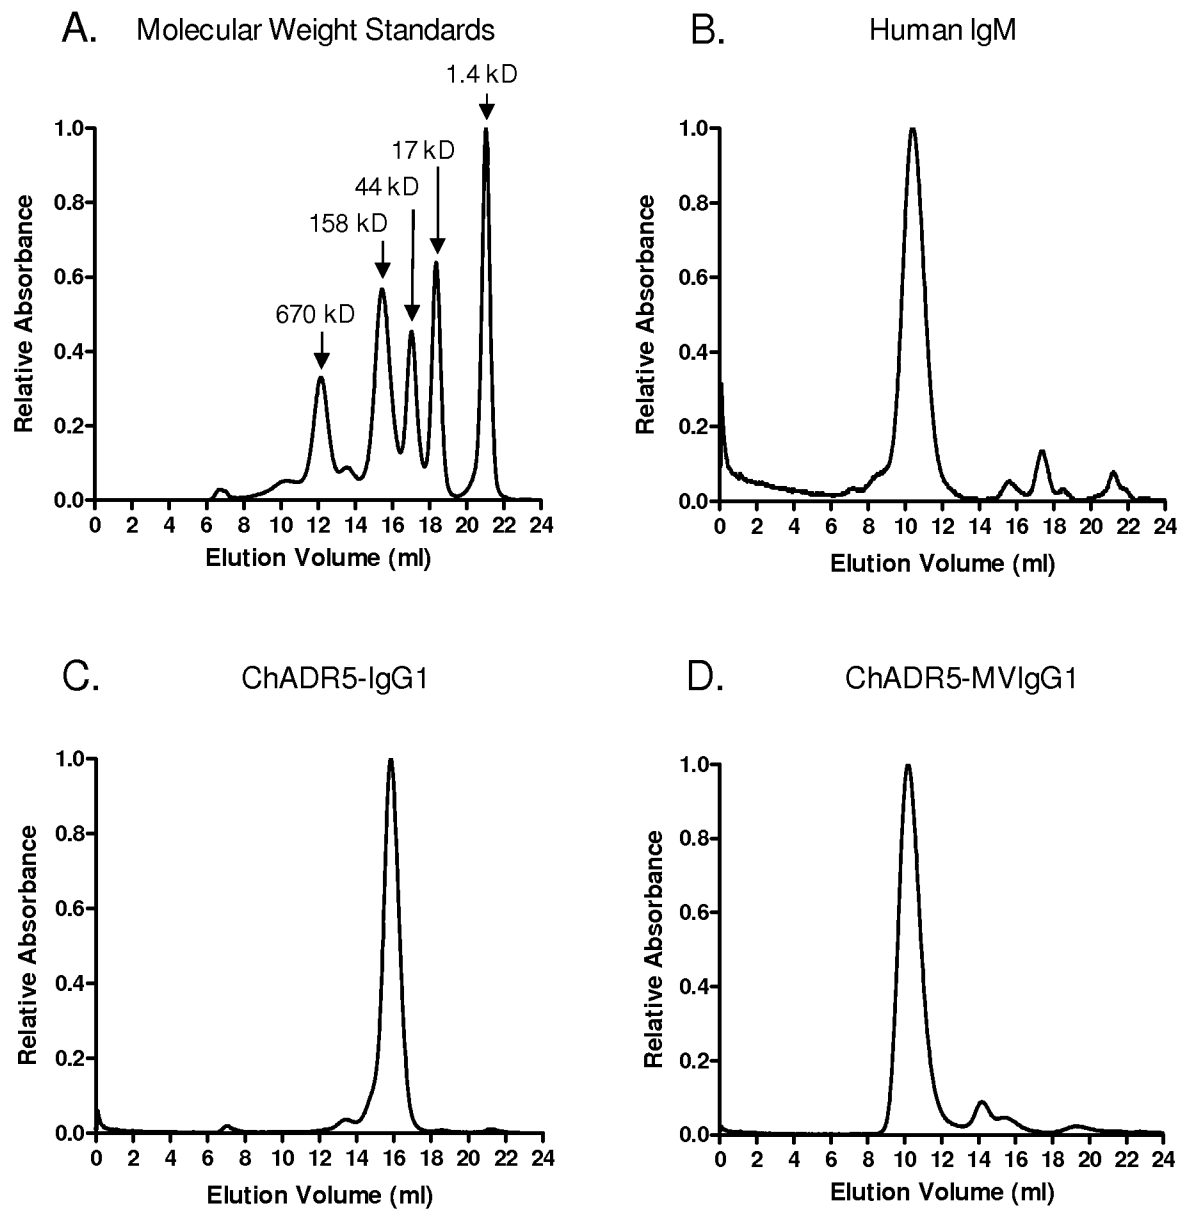 A. Molecular Weight Standards
1.4 kD
17 kD
44 kD
158 kD
670 kD
1.0
0.8
0.6
0.4
0.2
0.0
Relative Absorbance
0 2 4 6 8 10 12 14 16 18 20 22 24
Elution Volume (ml)
B. Human IgM
1.0
0.8
0.6
0.4
0.2
0.0
Relative Absorbance
0 2 4 6 8 10 12 14 16 18 20 22 24
Elution Volume (ml)
C. ChADR5-IgG1
1.0
0.8
0.6
0.4
0.2
0.0
Relative Absorbance
0 2 4 6 8 10 12 14 16 18 20 22 24
Elution Volume (ml)
D. ChADR5-MVIgG1
1.0
0.8
0.6
0.4
0.2
0.0
Relative Absorbance
0 2 4 6 8 10 12 14 16 18 20 22 24
Elution Volume (ml)